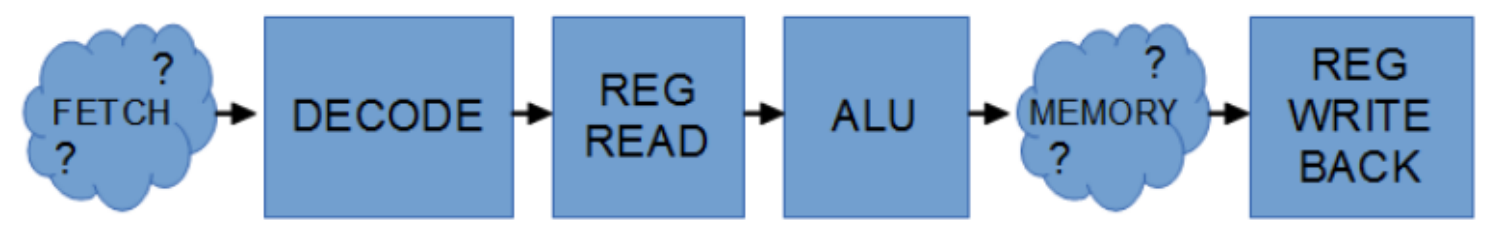 ?
FETCH
?
DECODE
REG
READ
ALU
?
MEMORY
?
REG
WRITE
BACK